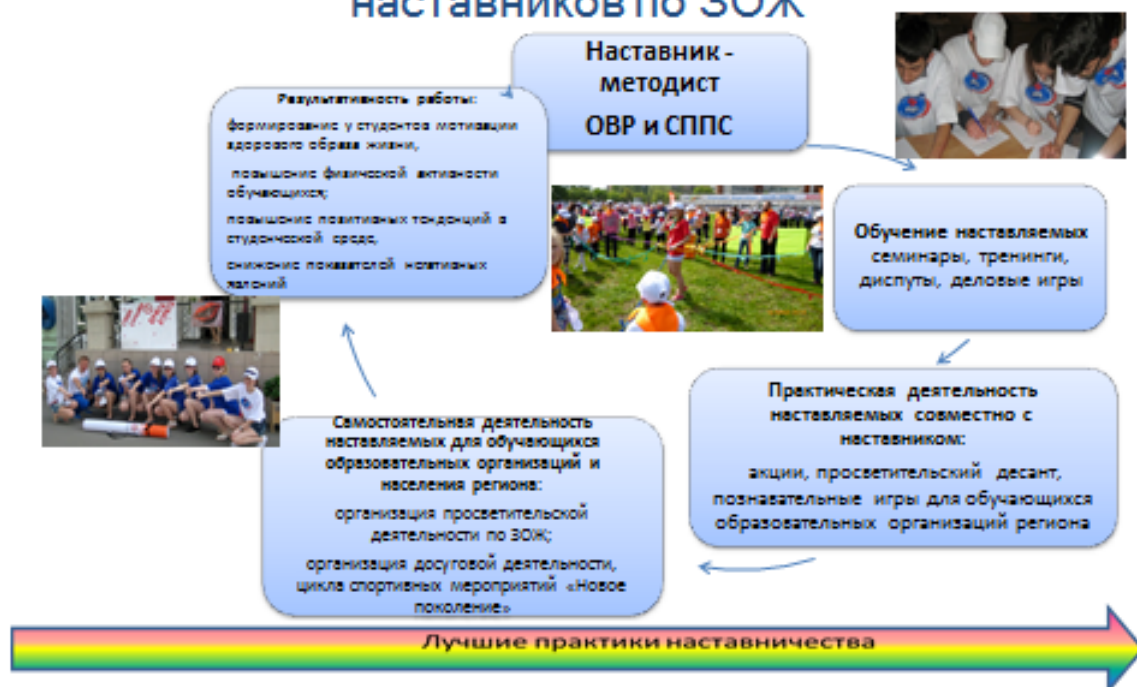 наставников по ЗОЖ
Наставник -
методист
ОВР и СППС
Обучение наставляемых
семинары, тренинги,
диспуты, деловые игры
Практическая деятельность
наставляемых совместно с
наставником:
акции, просветительский десант,
познавательные игры для обучающихся
образовательных организаций региона
Самостоятельная деятельность
наставляемых для обучающихся
образовательных организаций и
населения региона:
организация просветительской
деятельности по ЗОЖ;
организация досуговой деятельности,
цикла спортивных мероприятий «Новое
поколение»
Результативность работы:
формирование у студентов мотивации
здорового образа жизни,
повышение физической активности
обучающихся;
повышение позитивных тенденций в
студенческой среде,
снижение показателей негативных
явлений
Лучшие практики наставничества